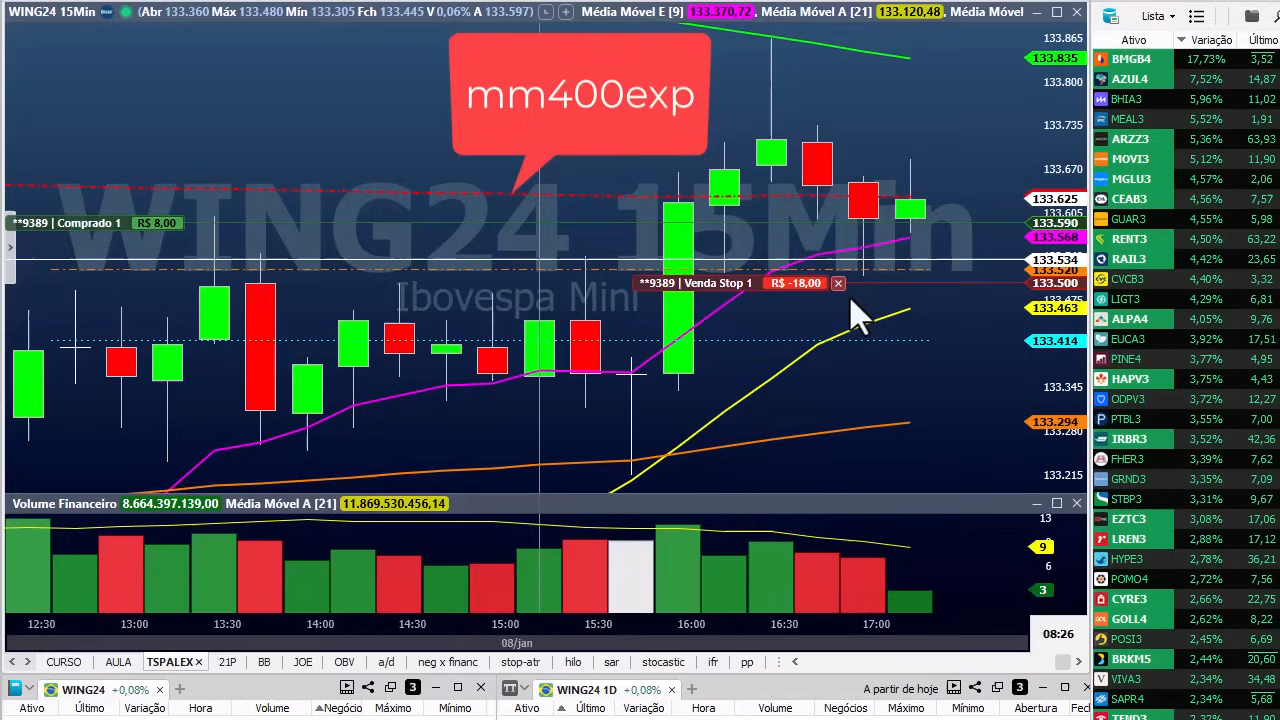 WING24 15Min (Abr 133.360 Máx 133.480 Mín 133.305 Fch 133.445 V 0,06% A 133.597) Média Móvel E [9] 133.370,72, Média Móvel A [21] 133.120,48, Média Móvel
mm400exp
WING24 15Min
Ibovespa Mini
**9389 | Comprado 1 R$ 8,00
**9389 | Venda Stop 1 R$ -18,00
133.865
133.835
133.800
133.735
133.670
133.625
133.605
133.590
133.568
133.534
133.520
133.500
133.475
133.463
133.414
133.345
133.294
133.280
133.215
Volume Financeiro 8.664.397.139,00 Média Móvel A [21] 11.869.530.456,14
13
9
6
3
12:30 13:00 13:30 14:00 14:30 15:00 15:30 16:00 16:30 17:00
08/jan
08:26
CURSO AULA TSPALEX 21P BB JOE OBV a/d neg x financ stop-atr hilo sar stocastic ifr pp
WING24 +0,08% 3
Ativo Último Variação Hora Volume Negócio Máximo Mínimo
TT WING24 1D +0,08% A partir de hoje 3
Ativo Último Variação Hora Volume Negócios Máximo Mínimo Abertura
Lista
Ativo Variação Último
BMGB4 17,73% 3,52
AZUL4 7,52% 14,87
BHIA3 5,96% 11,02
MEAL3 5,52% 1,91
ARZZ3 5,36% 63,93
MOVI3 5,12% 11,90
MGLU3 4,57% 2,06
CEAB3 4,56% 7,57
GUAR3 4,55% 5,98
RENT3 4,50% 63,22
RAIL3 4,42% 23,65
CVCB3 4,40% 3,32
LIGT3 4,29% 6,81
ALPA4 4,05% 9,76
EUCA3 3,92% 17,51
PINE4 3,77% 4,95
HAPV3 3,75% 4,43
ODPV3 3,72% 12,27
PTBL3 3,55% 7,00
IRBR3 3,52% 42,36
FHER3 3,39% 7,62
GRND3 3,35% 7,09
STBP3 3,31% 9,67
EZTC3 3,08% 17,06
LREN3 2,88% 17,12
HYPE3 2,78% 36,21
POMO4 2,72% 7,56
CYRE3 2,66% 22,75
GOLL4 2,62% 8,22
POSI3 2,45% 6,69
BRKM5 2,44% 20,60
VIVA3 2,34% 34,48
SAPR4 2,34% 5,68
TEND3 2,26% 11,90